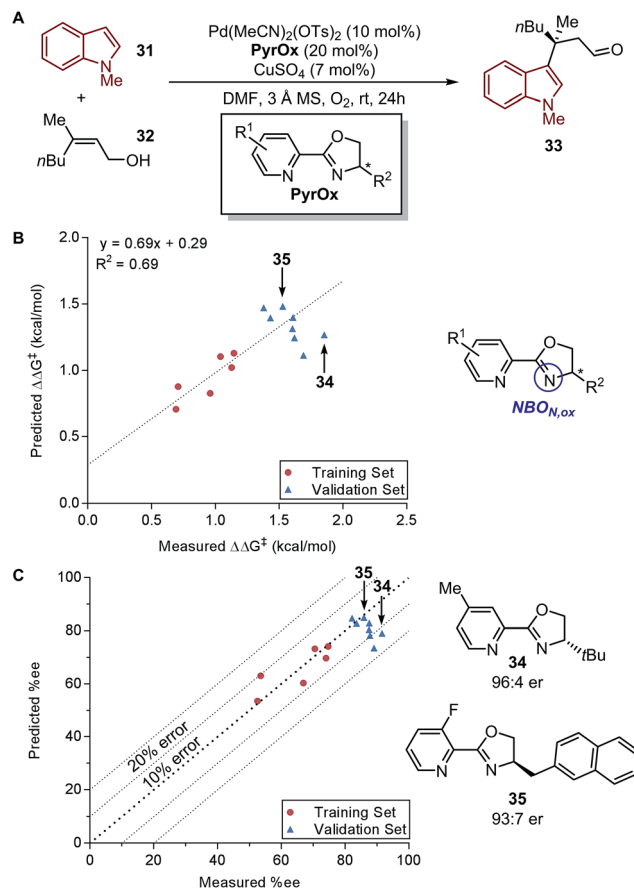 A
31
N
Me
+
Me
32
nBu
OH
Pd(MeCN)2(OTs)2 (10 mol%)
PyrOx (20 mol%)
CuSO4 (7 mol%)
DMF, 3 Å MS, O2, rt, 24h
R1
O
N
N
*
R2
PyrOx
nBu
Me
O
N
Me
33
B
y = 0.69x + 0.29
R2 = 0.69
35
34
2.0
1.5
1.0
0.5
0.0
0.0
0.5
1.0
1.5
2.0
2.5
Predicted ΔΔG‡ (kcal/mol)
Measured ΔΔG‡ (kcal/mol)
Training Set
Validation Set
R1
O
N
N
*
R2
NBON,ox
C
35
34
100
80
60
40
20
0
0
20
40
60
80
100
20% error
10% error
Predicted %ee
Measured %ee
Training Set
Validation Set
Me
O
N
N
tBu
34
96:4 er
F
O
N
N
35
93:7 er